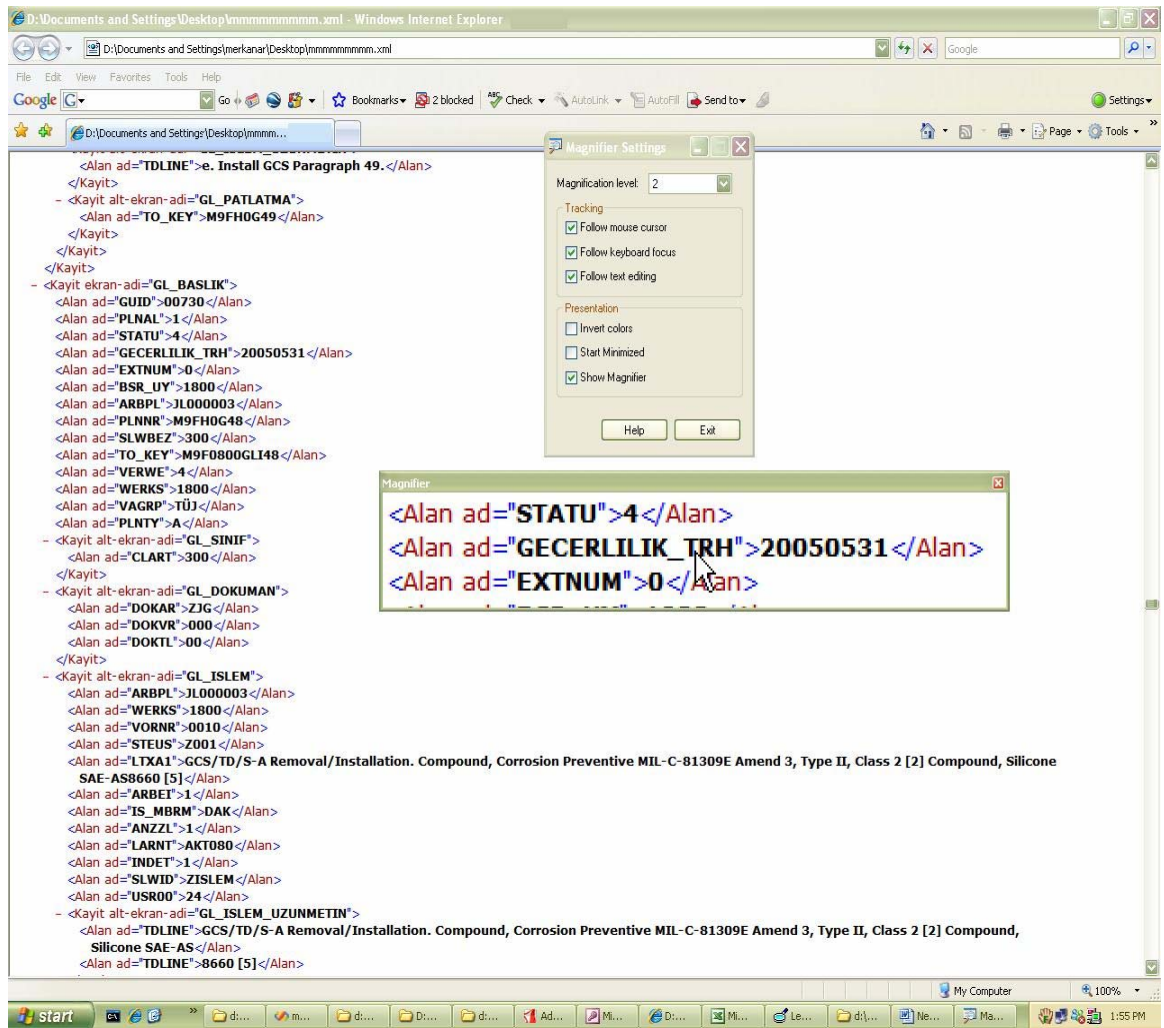 D:\Documents and Settings\Desktop\mmmmmmmmmm.xml - Windows Internet Explorer
D:\Documents and Settings\merkanar\Desktop\mmmmmmmmmm.xml
Google
File Edit View Favorites Tools Help
Google G Go Bookmarks 2 blocked Check AutoLink AutoFill Send to Settings
D:\Documents and Settings\Desktop\mmmm... Page Tools »
<Alan ad="TDLINE">e. Install GCS Paragraph 49.</Alan>
</Kayit>
- <Kayit alt-ekran-adi="GL_PATLATMA">
<Alan ad="TO_KEY">M9FH0G49</Alan>
</Kayit>
</Kayit>
</Kayit>
- <Kayit ekran-adi="GL_BASLIK">
<Alan ad="GUID">00730</Alan>
<Alan ad="PLNAL">1</Alan>
<Alan ad="STATU">4</Alan>
<Alan ad="GECERLILIK_TRH">20050531</Alan>
<Alan ad="EXTNUM">0</Alan>
<Alan ad="BSR_UY">1800</Alan>
<Alan ad="ARBPL">JL000003</Alan>
<Alan ad="PLNNR">M9FH0G48</Alan>
<Alan ad="SLWBEZ">300</Alan>
<Alan ad="TO_KEY">M9F0800GLI48</Alan>
<Alan ad="VERWE">4</Alan>
<Alan ad="WERKS">1800</Alan>
<Alan ad="VAGRP">TÜJ</Alan>
<Alan ad="PLNTY">A</Alan>
- <Kayit alt-ekran-adi="GL_SINIF">
<Alan ad="CLART">300</Alan>
</Kayit>
- <Kayit alt-ekran-adi="GL_DOKUMAN">
<Alan ad="DOKAR">ZJG</Alan>
<Alan ad="DOKVR">000</Alan>
<Alan ad="DOKTL">00</Alan>
</Kayit>
- <Kayit alt-ekran-adi="GL_ISLEM">
<Alan ad="ARBPL">JL000003</Alan>
<Alan ad="WERKS">1800</Alan>
<Alan ad="VORNR">0010</Alan>
<Alan ad="STEUS">Z001</Alan>
<Alan ad="LTXA1">GCS/TD/S-A Removal/Installation. Compound, Corrosion Preventive MIL-C-81309E Amend 3, Type II, Class 2 [2] Compound, Silicone
SAE-AS8660 [5]</Alan>
<Alan ad="ARBEI">1</Alan>
<Alan ad="IS_MBRM">DAK</Alan>
<Alan ad="ANZZL">1</Alan>
<Alan ad="LARNT">AKT080</Alan>
<Alan ad="INDET">1</Alan>
<Alan ad="SLWID">ZISLEM</Alan>
<Alan ad="USR00">24</Alan>
- <Kayit alt-ekran-adi="GL_ISLEM_UZUNMETIN">
<Alan ad="TDLINE">GCS/TD/S-A Removal/Installation. Compound, Corrosion Preventive MIL-C-81309E Amend 3, Type II, Class 2 [2] Compound,
Silicone SAE-AS</Alan>
<Alan ad="TDLINE">8660 [5]</Alan>
Magnifier Settings
Magnification level: 2
Tracking
Follow mouse cursor
Follow keyboard focus
Follow text editing
Presentation
Invert colors
Start Minimized
Show Magnifier
Help Exit
Magnifier
<Alan ad="STATU">4</Alan>
<Alan ad="GECERLILIK_TRH">20050531</Alan>
<Alan ad="EXTNUM">0</Alan>
My Computer 100%
start » d:... m... d:... D:... d:... Ad... Mi... D:... Mi... Le... d:\... Ne... Ma... 1:55 PM